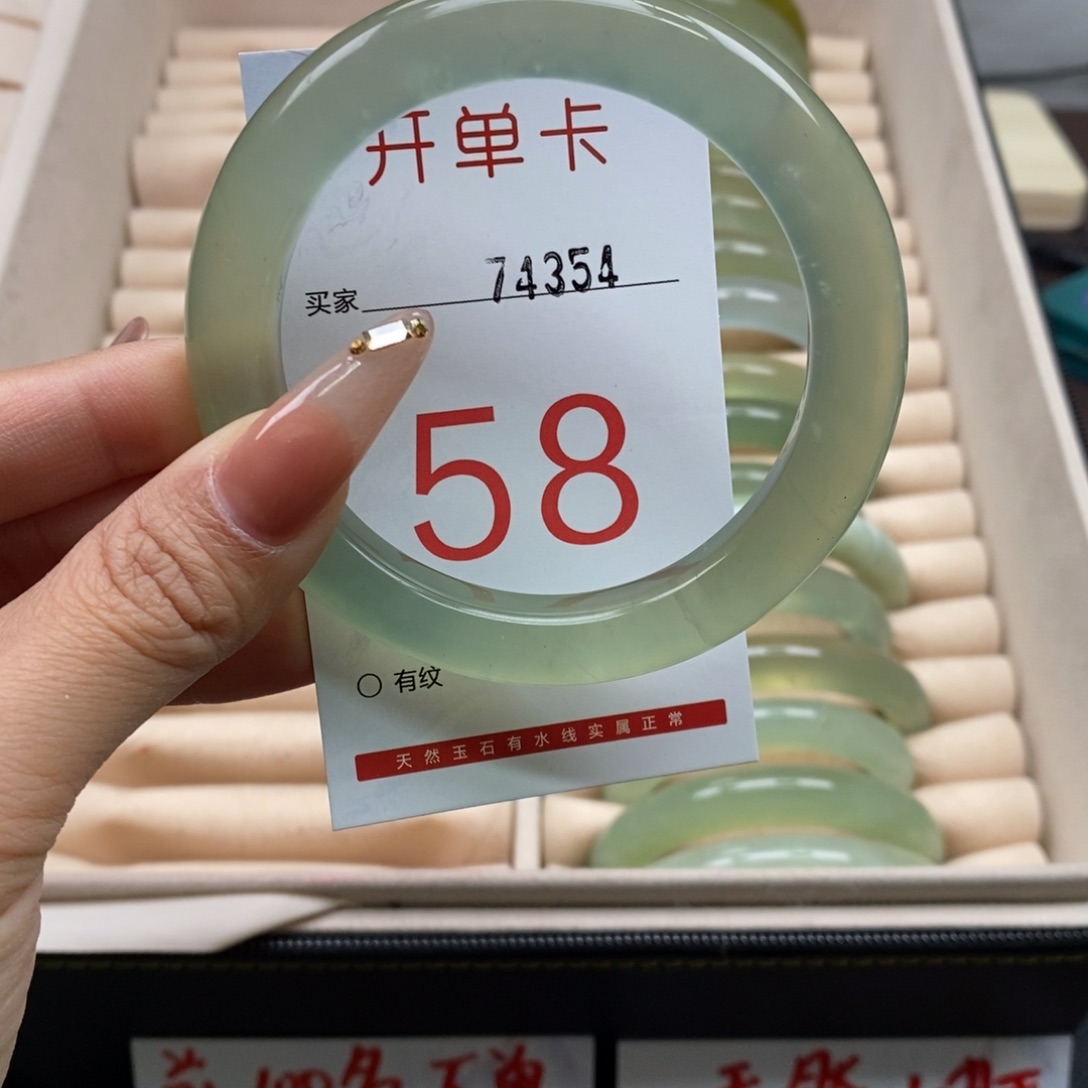 开单卡
买家 74354
58
○ 有纹
天然玉石有水线实属正常